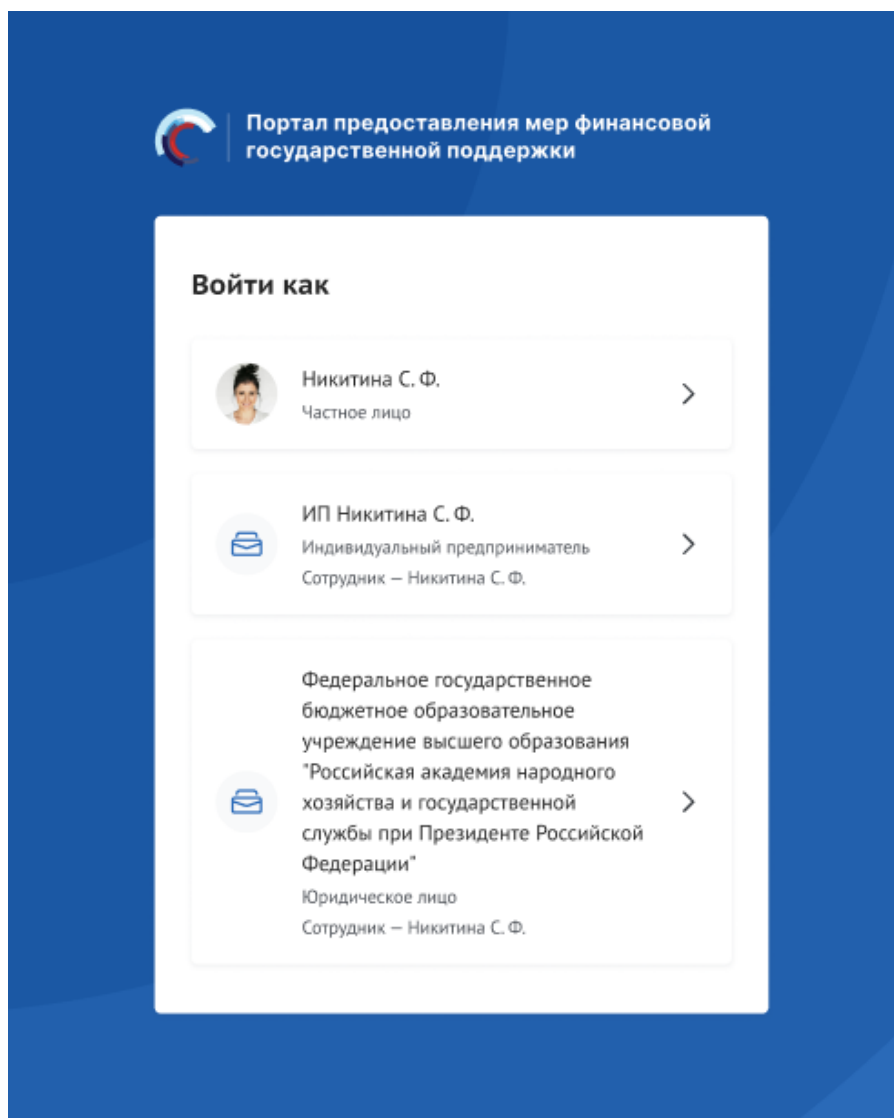 Портал предоставления мер финансовой
государственной поддержки
Войти как
Никитина С. Ф.
Частное лицо
ИП Никитина С. Ф.
Индивидуальный предприниматель
Сотрудник — Никитина С. Ф.
Федеральное государственное
бюджетное образовательное
учреждение высшего образования
"Российская академия народного
хозяйства и государственной
службы при Президенте Российской
Федерации"
Юридическое лицо
Сотрудник — Никитина С. Ф.